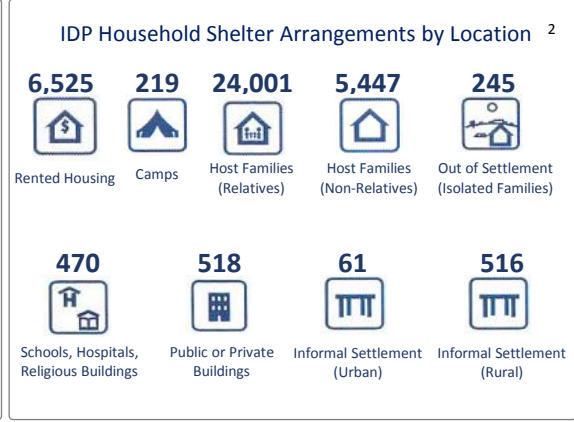 IDP Household Shelter Arrangements by Location 2
6,525
219
24,001
5,447
245
$
Rented Housing
Camps
Host Families
(Relatives)
Host Families
(Non-Relatives)
Out of Settlement
(Isolated Families)
470
518
61
516
H
Schools, Hospitals,
Religious Buildings
Public or Private
Buildings
Informal Settlement
(Urban)
Informal Settlement
(Rural)